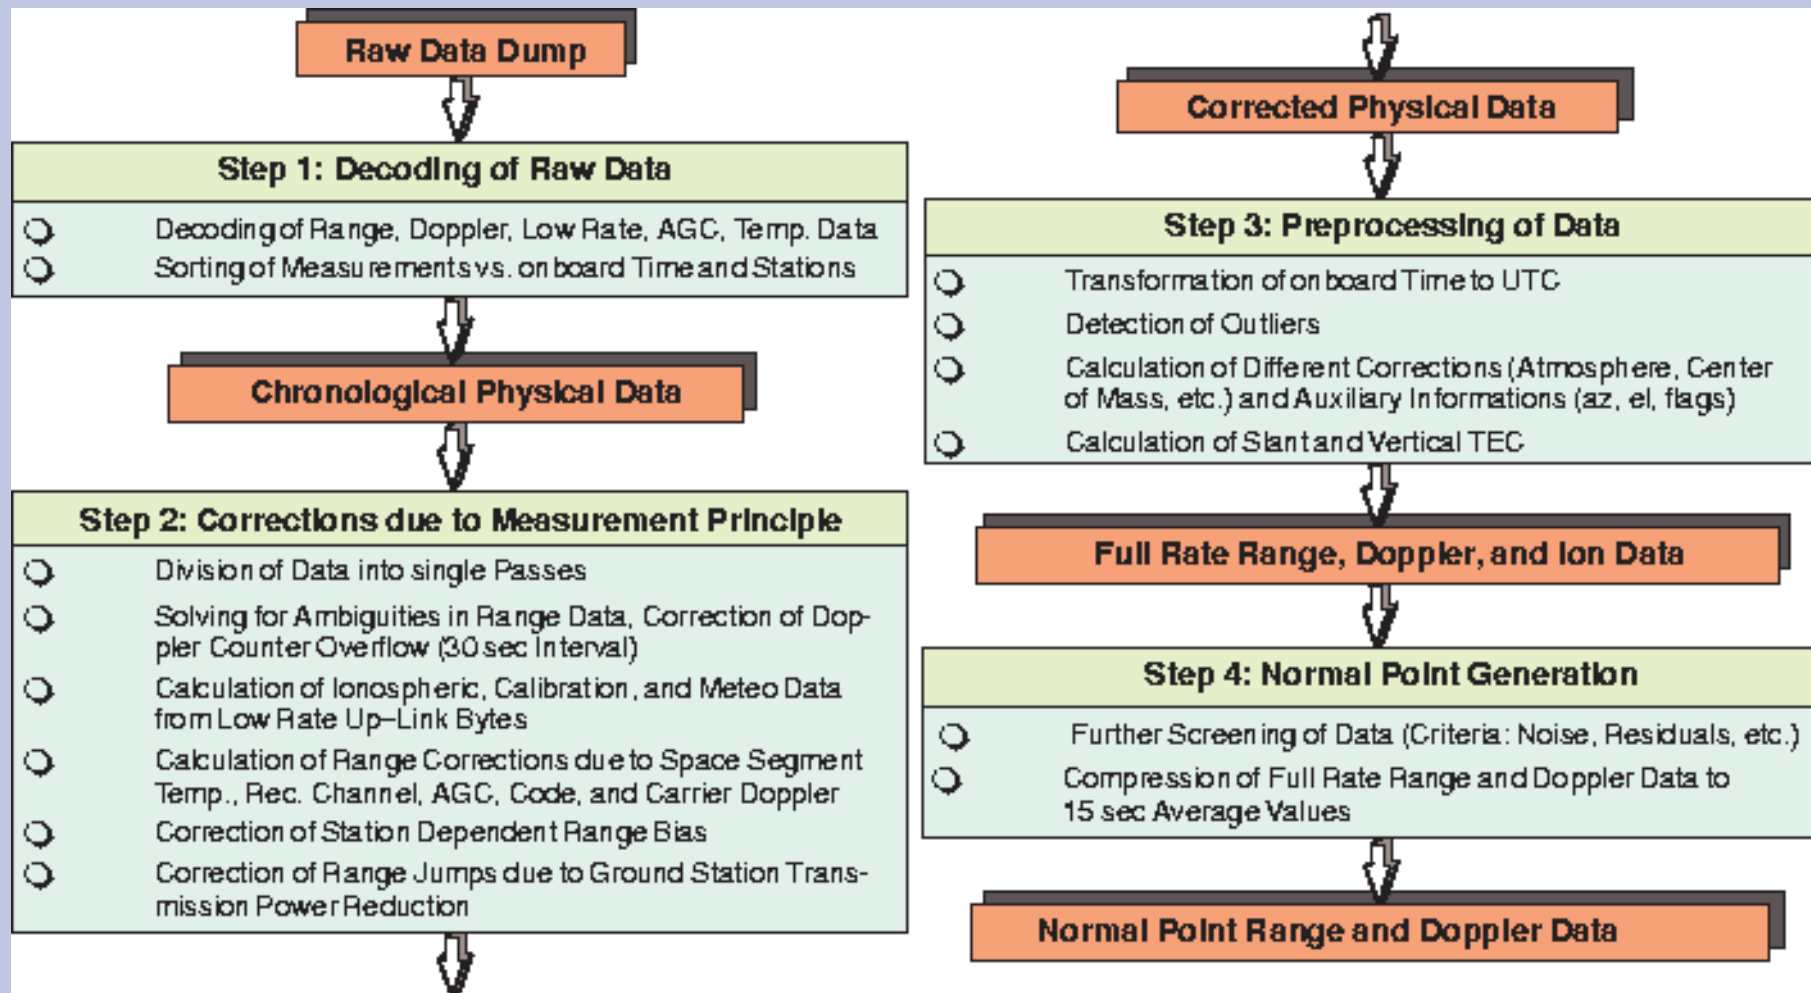 Raw Data Dump
Step 1: Decoding of Raw Data
Decoding of Range, Doppler, Low Rate, AGC, Temp. Data
Sorting of Measurements vs. onboard Time and Stations
Chronological Physical Data
Step 2: Corrections due to Measurement Principle
Division of Data into single Passes
Solving for Ambiguities in Range Data, Correction of Dop-
pler Counter Overflow (30 sec Interval)
Calculation of Ionospheric, Calibration, and Meteo Data
from Low Rate Up-Link Bytes
Calculation of Range Corrections due to Space Segment
Temp., Rec. Channel, AGC, Code, and Carrier Doppler
Correction of Station Dependent Range Bias
Correction of Range Jumps due to Ground Station Trans-
mission Power Reduction
Corrected Physical Data
Step 3: Preprocessing of Data
Transformation of onboard Time to UTC
Detection of Outliers
Calculation of Different Corrections (Atmosphere, Center
of Mass, etc.) and Auxiliary Informations (az, el, flags)
Calculation of Slant and Vertical TEC
Full Rate Range, Doppler, and Ion Data
Step 4: Normal Point Generation
Further Screening of Data (Criteria: Noise, Residuals, etc.)
Compression of Full Rate Range and Doppler Data to
15 sec Average Values
Normal Point Range and Doppler Data